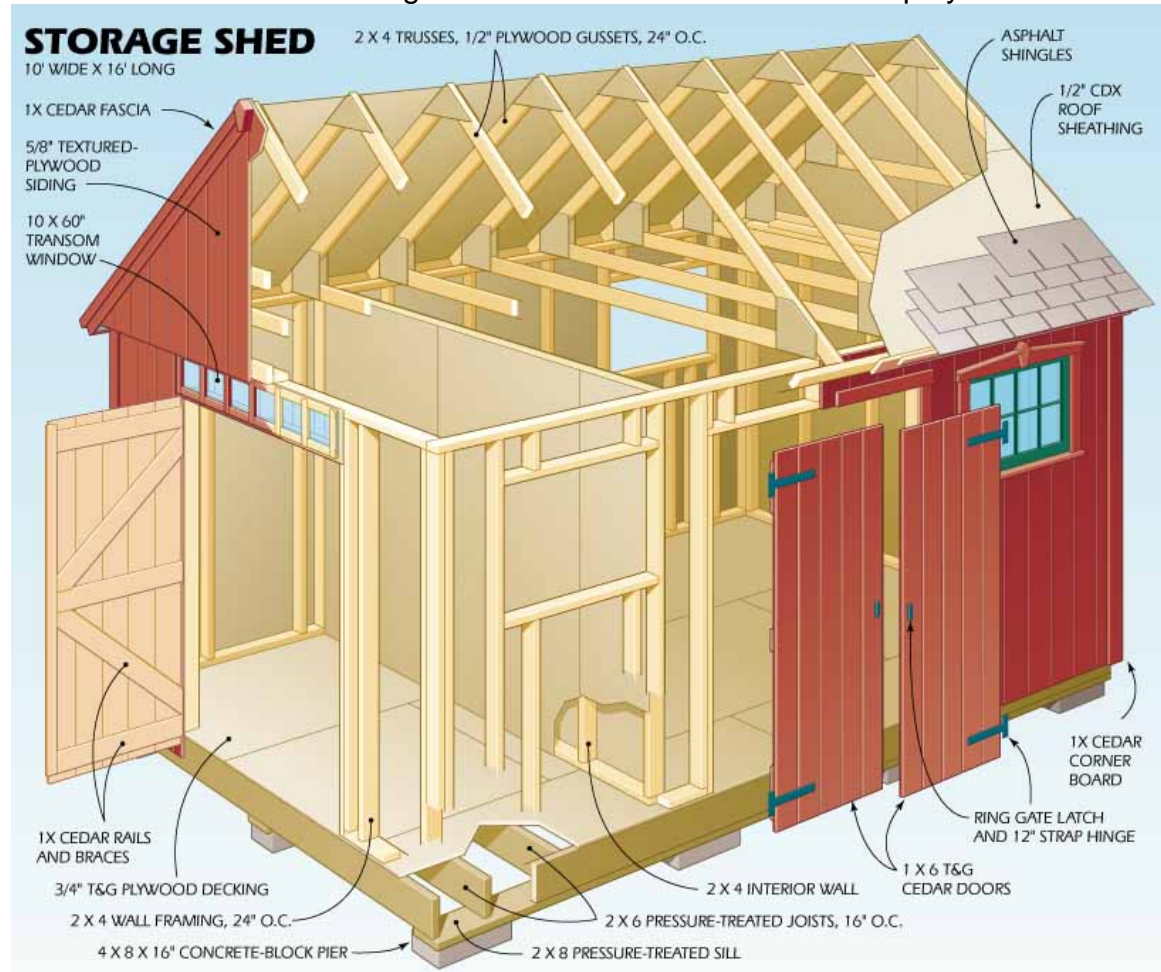 STORAGE SHED
10' WIDE X 16' LONG
2 X 4 TRUSSES, 1/2" PLYWOOD GUSSETS, 24" O.C.
ASPHALT
SHINGLES
1/2" CDX
ROOF
SHEATHING
1X CEDAR FASCIA
5/8" TEXTURED-
PLYWOOD
SIDING
10 X 60"
TRANSOM
WINDOW
1X CEDAR
CORNER
BOARD
RING GATE LATCH
AND 12" STRAP HINGE
1 X 6 T&G
CEDAR DOORS
1X CEDAR RAILS
AND BRACES
3/4" T&G PLYWOOD DECKING
2 X 4 INTERIOR WALL
2 X 4 WALL FRAMING, 24" O.C.
2 X 6 PRESSURE-TREATED JOISTS, 16" O.C.
4 X 8 X 16" CONCRETE-BLOCK PIER
2 X 8 PRESSURE-TREATED SILL